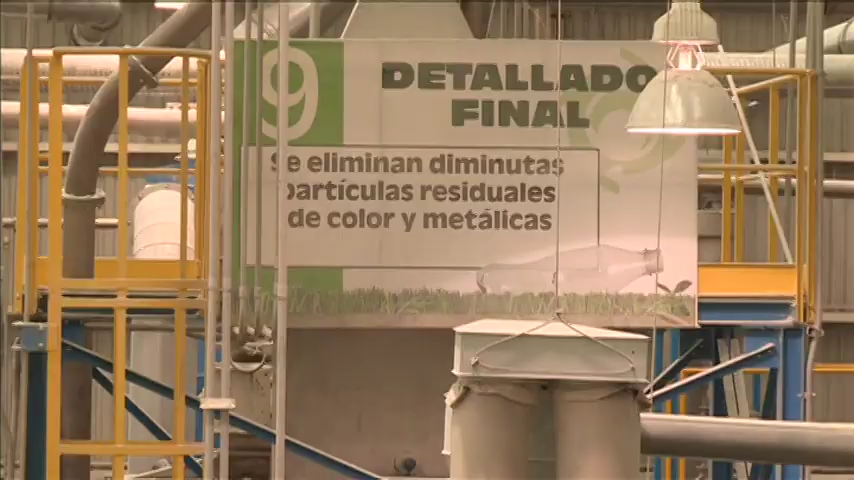 9
DETALLADO
FINAL
Se eliminan diminutas
partículas residuales
de color y metálicas